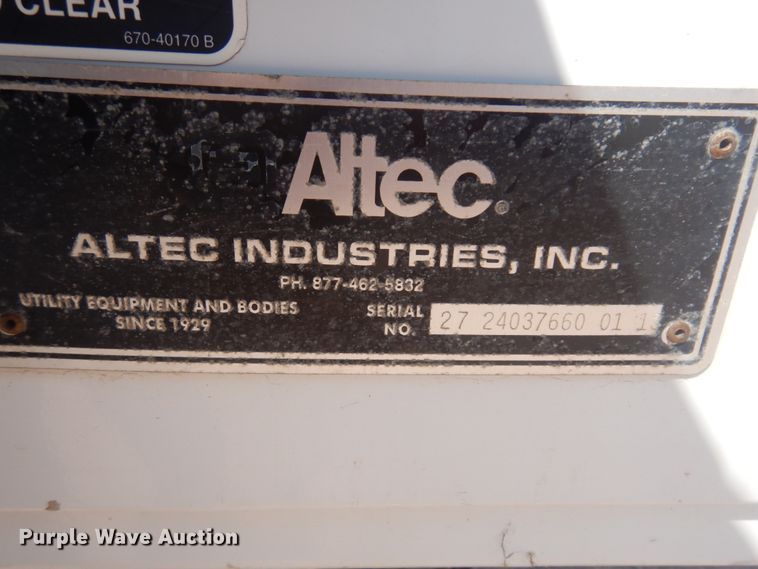 CLEAR
670-40170 B
Altec
ALTEC INDUSTRIES, INC.
PH. 877-462-5832
UTILITY EQUIPMENT AND BODIES
SINCE 1929
SERIAL
NO.
27 24037660 01 1
Purple Wave Auction